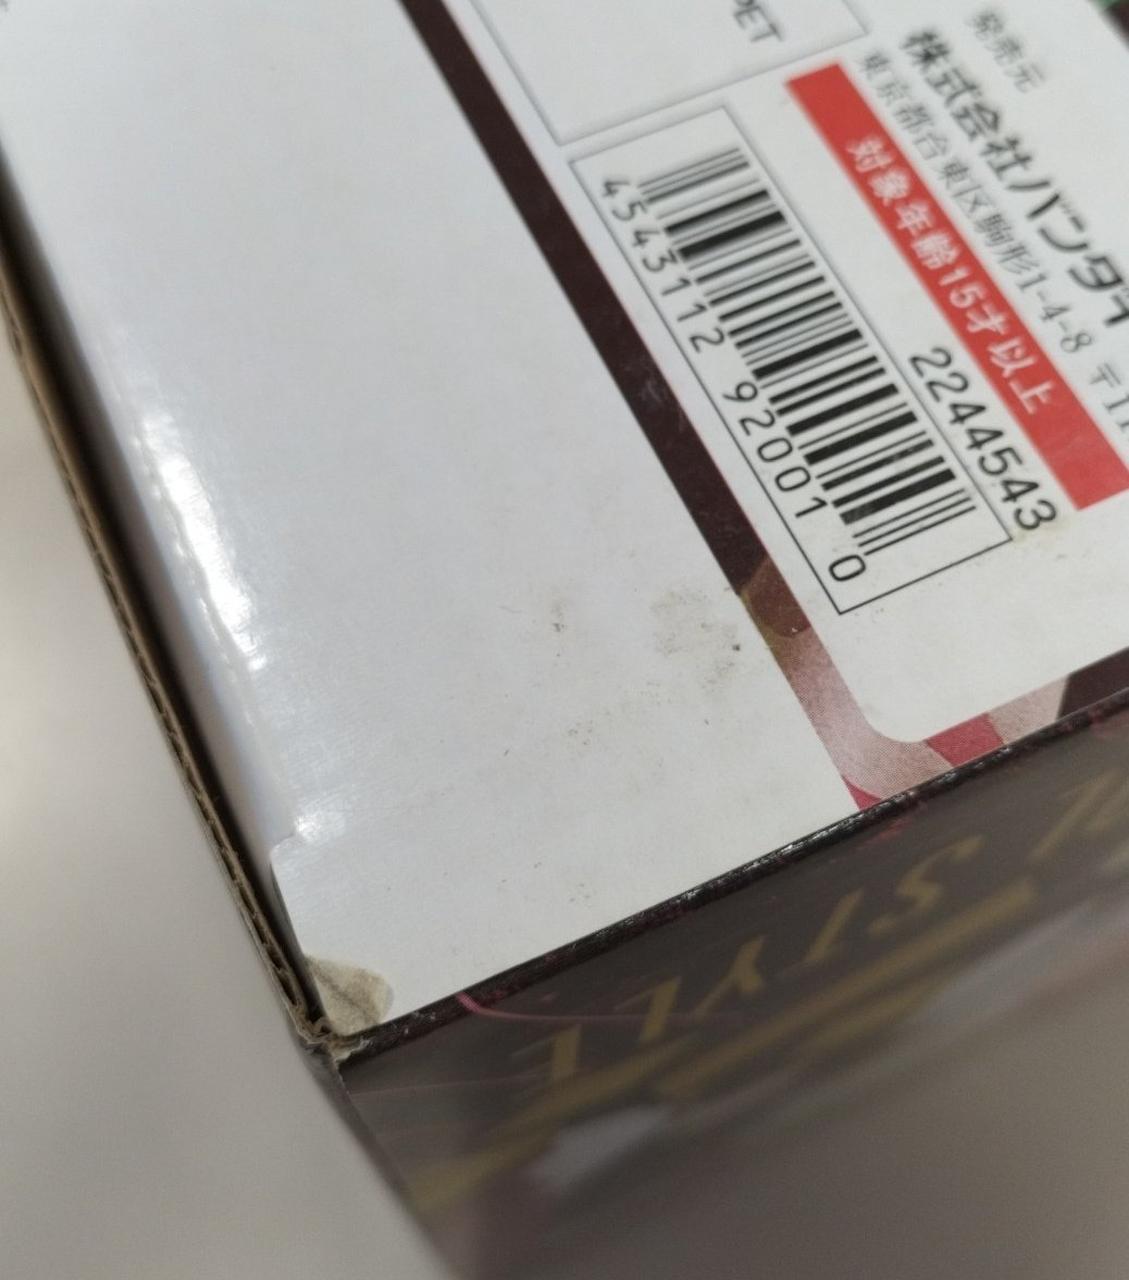 PET
発売元
株式会社バンダイ
東京都台東区駒形1-4-8 〒11
対象年齢15才以上
2244543
4543112 920010
STYLE